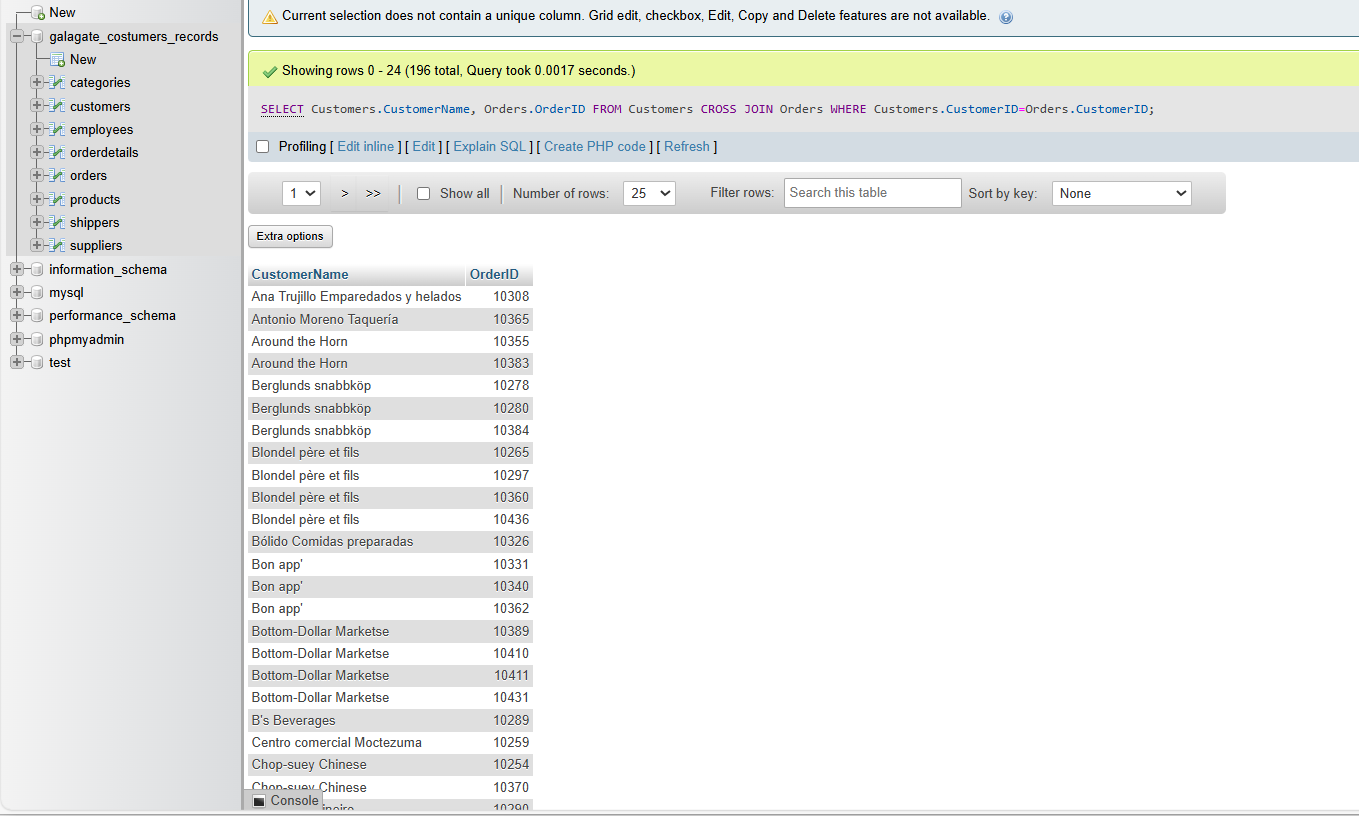 New
galagate_costumers_records
New
categories
customers
employees
orderdetails
orders
products
shippers
suppliers
information_schema
mysql
performance_schema
phpmyadmin
test
Current selection does not contain a unique column. Grid edit, checkbox, Edit, Copy and Delete features are not available.
Showing rows 0 - 24 (196 total, Query took 0.0017 seconds.)
SELECT Customers.CustomerName, Orders.OrderID FROM Customers CROSS JOIN Orders WHERE Customers.CustomerID=Orders.CustomerID;
Profiling [ Edit inline ] [ Edit ] [ Explain SQL ] [ Create PHP code ] [ Refresh ]
1 > >> | Show all | Number of rows: 25 Filter rows: Search this table Sort by key: None
Extra options
CustomerName OrderID
Ana Trujillo Emparedados y helados 10308
Antonio Moreno Taquería 10365
Around the Horn 10355
Around the Horn 10383
Berglunds snabbköp 10278
Berglunds snabbköp 10280
Berglunds snabbköp 10384
Blondel père et fils 10265
Blondel père et fils 10297
Blondel père et fils 10360
Blondel père et fils 10436
Bólido Comidas preparadas 10326
Bon app' 10331
Bon app' 10340
Bon app' 10362
Bottom-Dollar Marketse 10389
Bottom-Dollar Marketse 10410
Bottom-Dollar Marketse 10411
Bottom-Dollar Marketse 10431
B's Beverages 10289
Centro comercial Moctezuma 10259
Chop-suey Chinese 10254
Chop-suey Chinese 10370
10290
Console